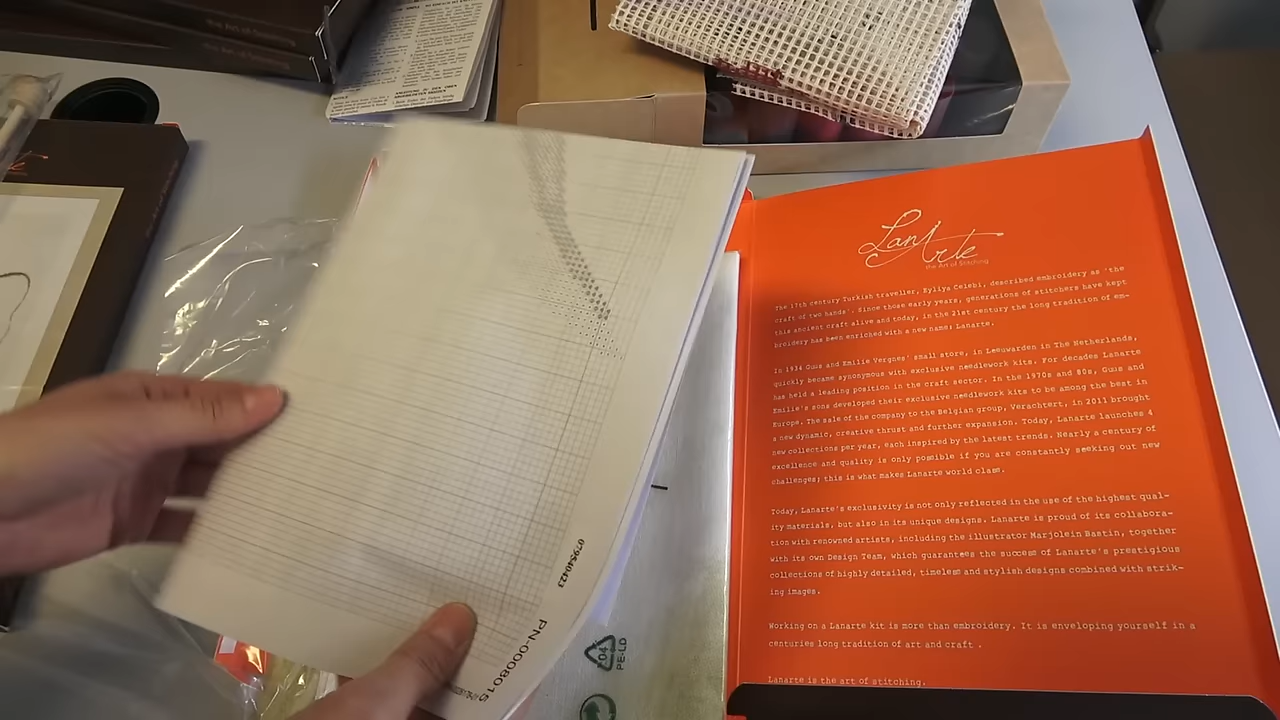 the Art of Stitching
ANLEITUNG ZU DEN OBEN
LanArte
the Art of Stitching
The 17th century Turkish traveller, Eyliya Celebi, described embroidery as 'the
craft of two hands'. Since those early years, generations of stitchers have kept
this ancient craft alive and today, in the 21st century the long tradition of em-
broidery has been enriched with a new name: Lanarte.
In 1934 Guus and Emilie Vergnes' small store, in Leeuwarden in The Netherlands,
quickly became synonymous with exclusive needlework kits. For decades Lanarte
has held a leading position in the craft sector. In the 1970s and 80s, Guus and
Emilie's sons developed their exclusive needlework kits to be among the best in
Europe. The sale of the company to the Belgian group, Verachtert, in 2011 brought
a new dynamic, creative thrust and further expansion. Today, Lanarte launches 4
new collections per year, each inspired by the latest trends. Nearly a century of
excellence and quality is only possible if you are constantly seeking out new
challenges; this is what makes Lanarte world class.
Today, Lanarte's exclusivity is not only reflected in the use of the highest qual-
ity materials, but also in its unique designs. Lanarte is proud of its collabora-
tion with renowned artists, including the illustrator Marjolein Bastin, together
with its own Design Team, which guarantees the success of Lanarte's prestigious
collections of highly detailed, timeless and stylish designs combined with strik-
ing images.
Working on a Lanarte kit is more than embroidery. It is enveloping yourself in a
centuries long tradition of art and craft .
Lanarte is the art of stitching.
079540423
PN-0008015
04
PE-LD